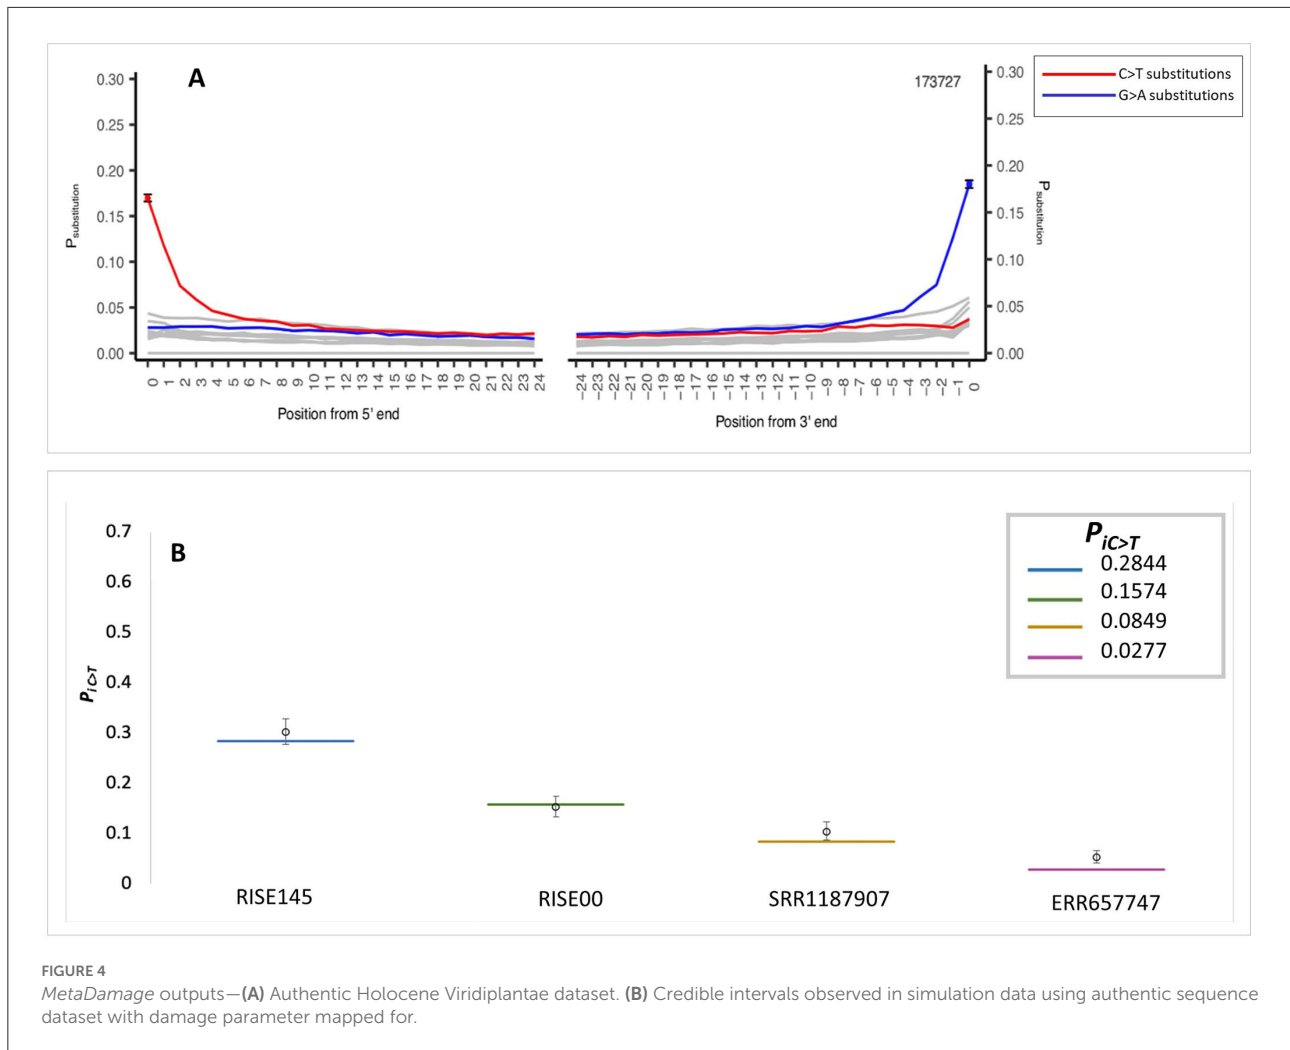 A
173727
C>T substitutions
G>A substitutions
0.30
0.25
0.20
0.15
0.10
0.05
0.00
Psubstitution
0 1 2 3 4 5 6 7 8 9 10 11 12 13 14 15 16 17 18 19 20 21 22 23 24
Position from 5' end
−24 −23 −22 −21 −20 −19 −18 −17 −16 −15 −14 −13 −12 −11 −10 −9 −8 −7 −6 −5 −4 −3 −2 −1 0
Position from 3' end
0.30
0.25
0.20
0.15
0.10
0.05
0.00
Psubstitution
B
0.7
0.6
0.5
0.4
0.3
0.2
0.1
0
PiC>T
PiC>T
0.2844
0.1574
0.0849
0.0277
RISE145 RISE00 SRR1187907 ERR657747
FIGURE 4
MetaDamage outputs—(A) Authentic Holocene Viridiplantae dataset. (B) Credible intervals observed in simulation data using authentic sequence
dataset with damage parameter mapped for.